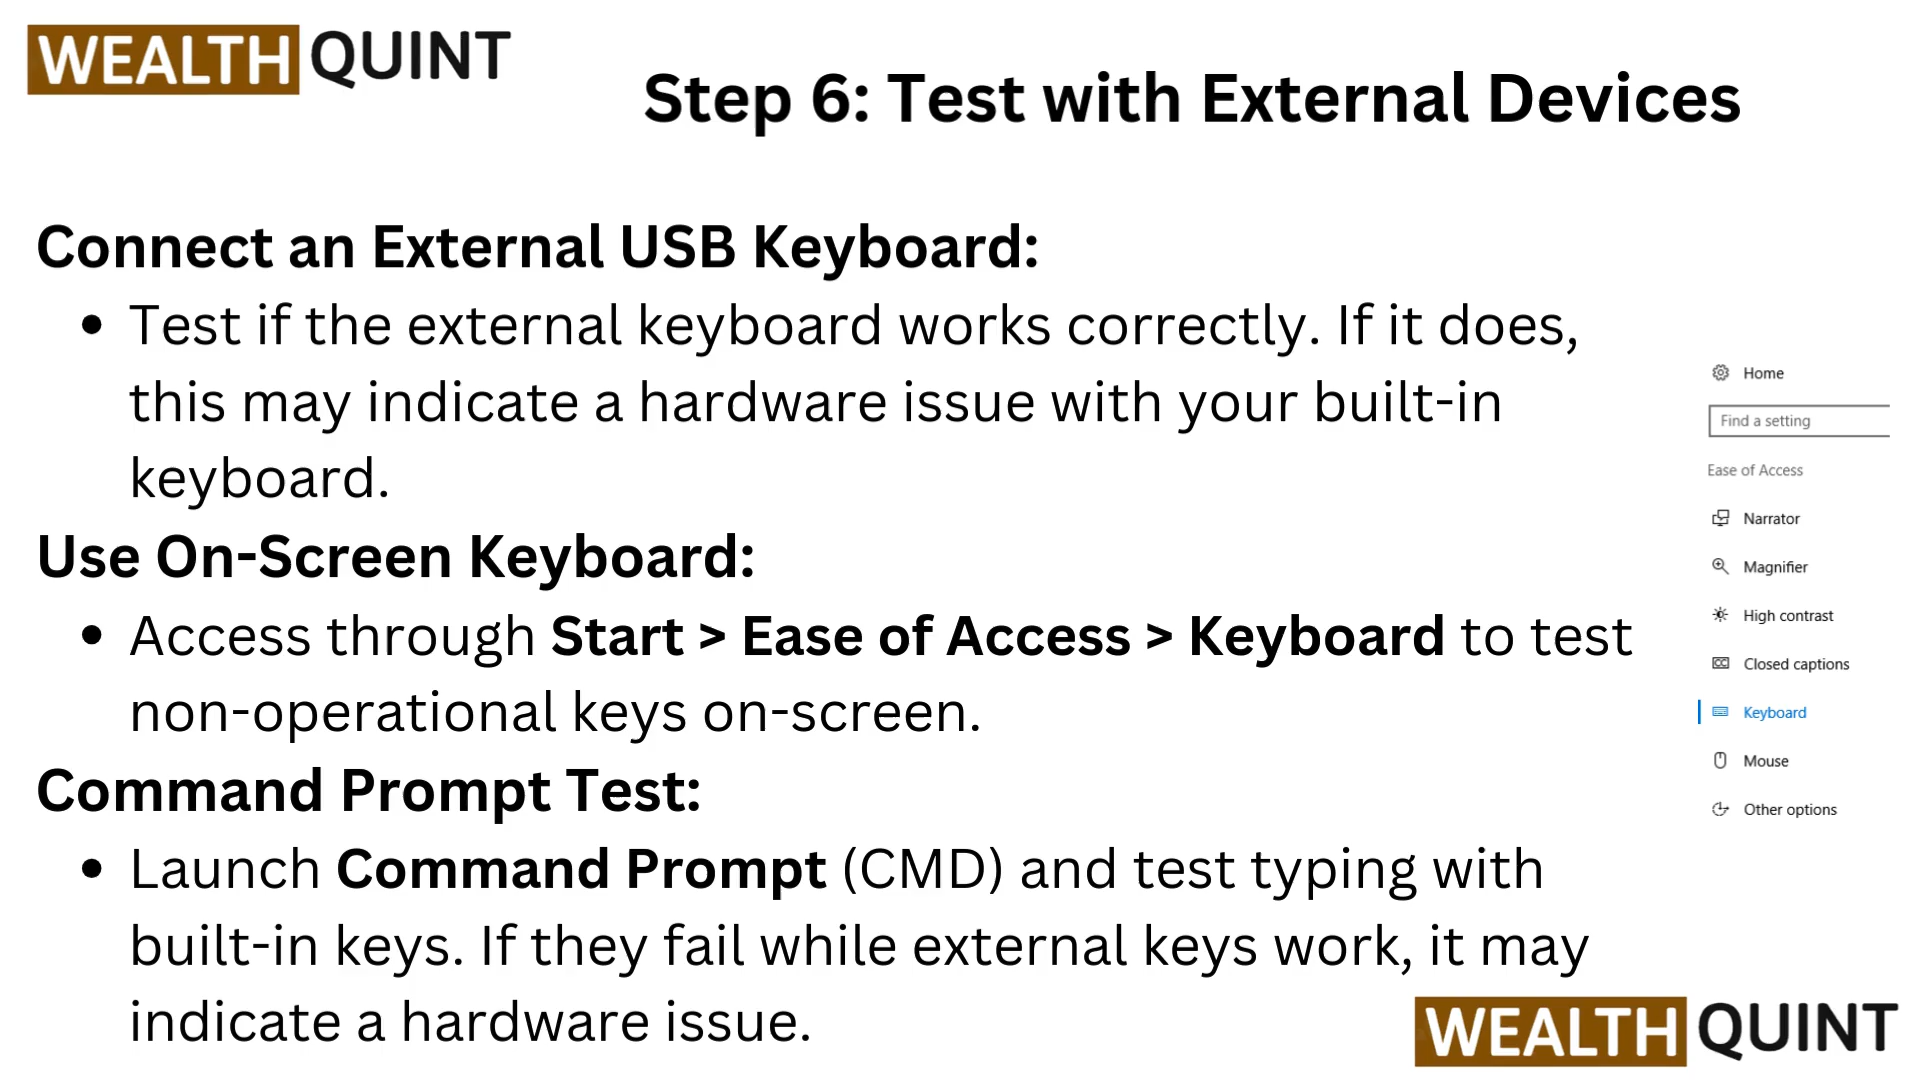 WEALTH QUINT
Step 6: Test with External Devices
Connect an External USB Keyboard:
• Test if the external keyboard works correctly. If it does,
this may indicate a hardware issue with your built-in
keyboard.
Use On-Screen Keyboard:
• Access through Start > Ease of Access > Keyboard to test
non-operational keys on-screen.
Command Prompt Test:
• Launch Command Prompt (CMD) and test typing with
built-in keys. If they fail while external keys work, it may
indicate a hardware issue.
Home
Find a setting
Ease of Access
Narrator
Magnifier
High contrast
Closed captions
Keyboard
Mouse
Other options
WEALTH QUINT